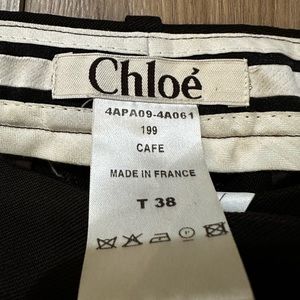 Chloé
4APA09-4A061
199
CAFE
MADE IN FRANCE
T 38